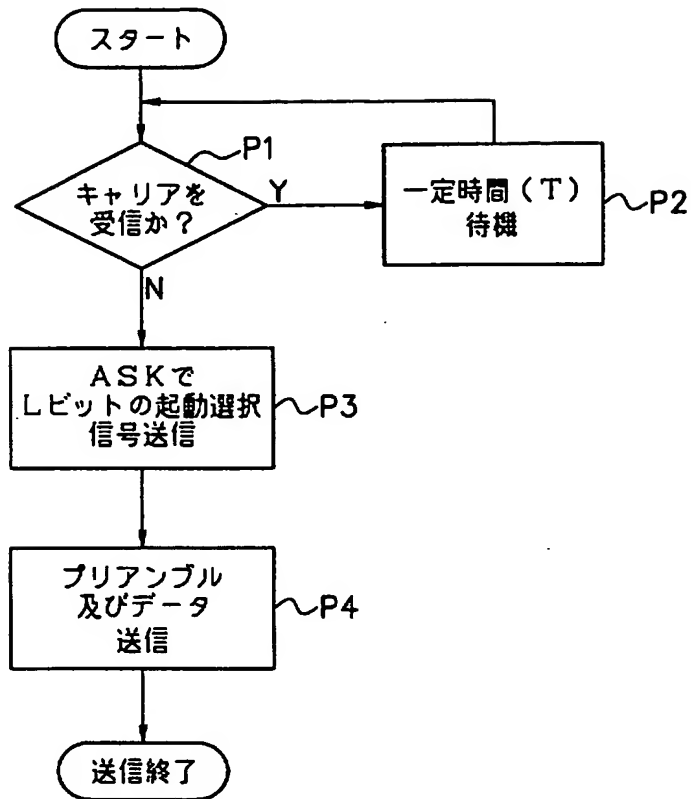 スタート
P1
キャリアを
受信か?
Y
一定時間(T)
待機
P2
N
ASKで
Lビットの起動選択
信号送信
P3
プリアンブル
及びデータ
送信
P4
送信終了